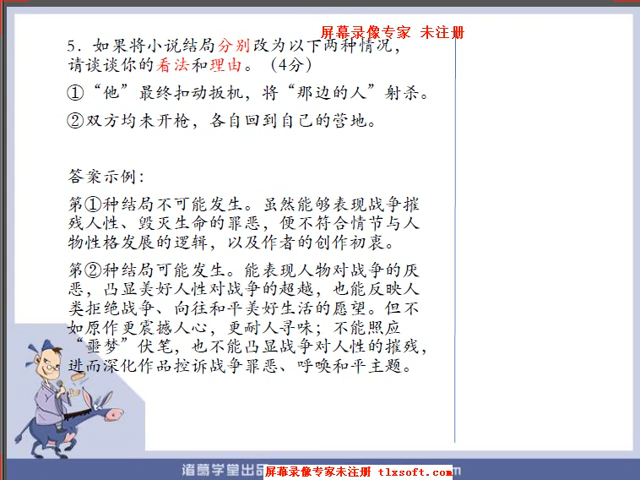 屏幕录像专家 未注册
5．如果将小说结局分别改为以下两种情况，
请谈谈你的看法和理由。（4分）
①“他”最终扣动扳机，将“那边的人”射杀。
②双方均未开枪，各自回到自己的营地。
答案示例：
第①种结局不可能发生。虽然能够表现战争摧
残人性、毁灭生命的罪恶，便不符合情节与人
物性格发展的逻辑，以及作者的创作初衷。
第②种结局可能发生。能表现人物对战争的厌
恶，凸显美好人性对战争的超越，也能反映人
类拒绝战争、向往和平美好生活的愿望。但不
如原作更震撼人心，更耐人寻味；不能照应
“噩梦”伏笔，也不能凸显战争对人性的摧残，
进而深化作品控诉战争罪恶、呼唤和平主题。
诸葛学堂出品
屏幕录像专家未注册 tlxsoft.com